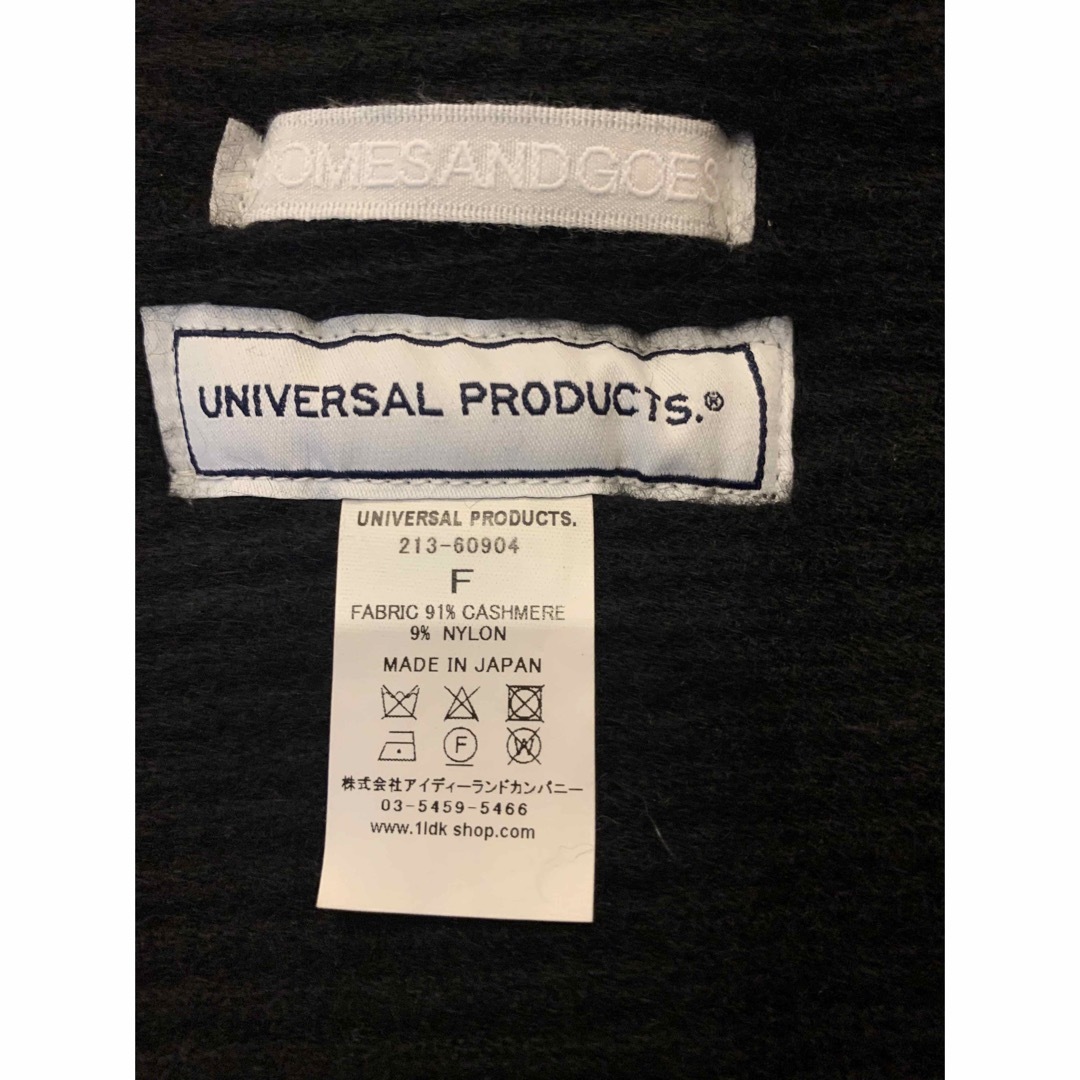 OMESANDGOES
UNIVERSAL PRODUCTS.®
UNIVERSAL PRODUCTS.
213-60904
F
FABRIC 91% CASHMERE
9% NYLON
MADE IN JAPAN
F W
株式会社アイディーランドカンパニー
03-5459-5466
www.1ldk shop.com